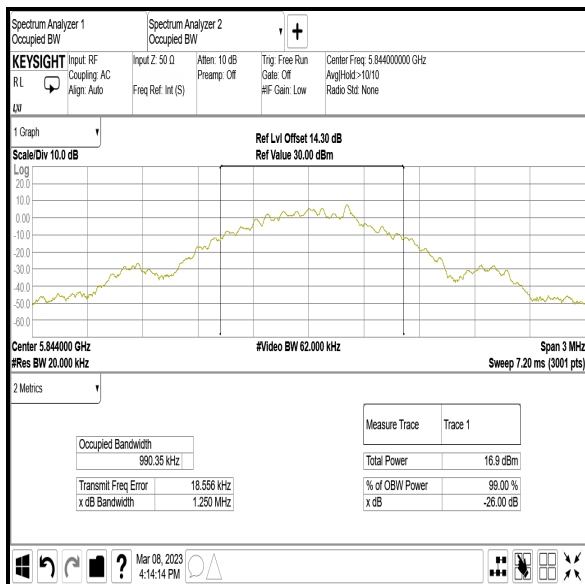 Spectrum Analyzer 1
Occupied BW
Spectrum Analyzer 2
Occupied BW
KEYSIGHT
R L
LXI
Input: RF
Coupling: AC
Align: Auto
Input Z: 50 Ω
Freq Ref: Int (S)
Atten: 10 dB
Preamp: Off
Trig: Free Run
Gate: Off
#IF Gain: Low
Center Freq: 5.844000000 GHz
Avg|Hold:>10/10
Radio Std: None
1 Graph
Scale/Div 10.0 dB
Ref Lvl Offset 14.30 dB
Ref Value 30.00 dBm
Log
20.0
10.0
0.00
-10.0
-20.0
-30.0
-40.0
-50.0
-60.0
Center 5.844000 GHz
#Video BW 62.000 kHz
Span 3 MHz
#Res BW 20.000 kHz
Sweep 7.20 ms (3001 pts)
2 Metrics
Occupied Bandwidth
990.35 kHz
Transmit Freq Error 18.556 kHz
x dB Bandwidth 1.250 MHz
Measure Trace Trace 1
Total Power 16.9 dBm
% of OBW Power 99.00 %
x dB -26.00 dB
Mar 08, 2023
4:14:14 PM